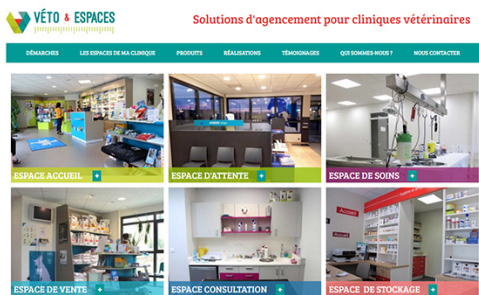 VÉTO & ESPACES
Solutions d'agencement pour cliniques vétérinaires
DÉMARCHES LES ESPACES DE MA CLINIQUE PRODUITS RÉALISATIONS TÉMOIGNAGES QUI SOMMES-NOUS ? NOUS CONTACTER
ESPACE ACCUEIL +
ESPACE D'ATTENTE +
ESPACE DE SOINS +
Accueil
ESPACE DE VENTE +
ESPACE CONSULTATION +
ESPACE DE STOCKAGE +